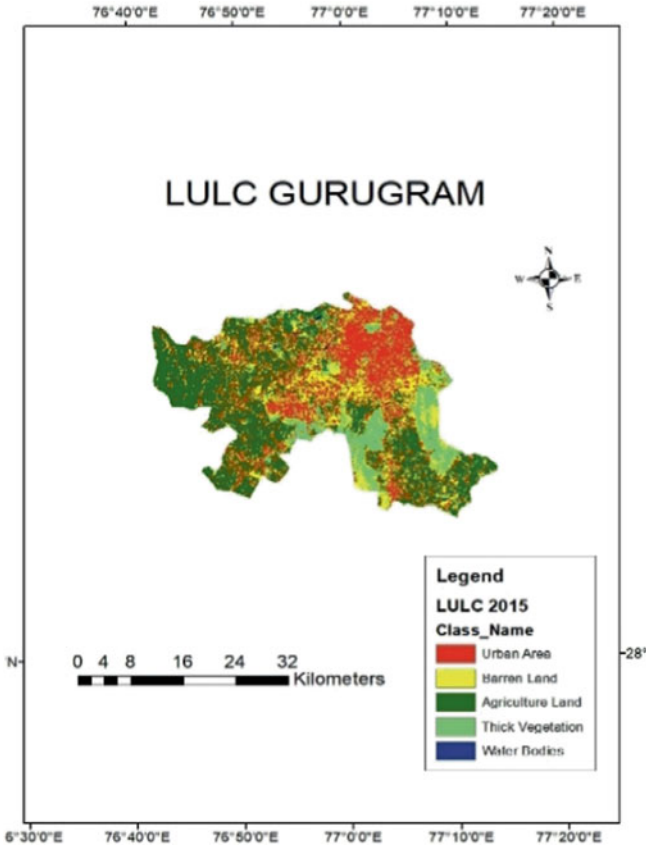 76°40'0"E 76°50'0"E 77°0'0"E 77°10'0"E 77°20'0"E
LULC GURUGRAM
N
W E
S
Legend
LULC 2015
Class_Name
Urban Area
Barren Land
Agriculture Land
Thick Vegetation
Water Bodies
'N 28°
0 4 8 16 24 32
Kilometers
6°30'0"E 76°40'0"E 76°50'0"E 77°0'0"E 77°10'0"E 77°20'0"E